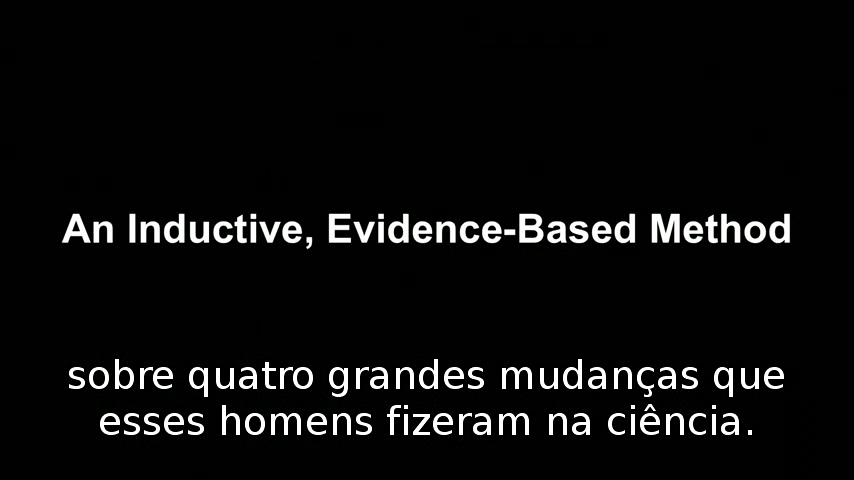 An Inductive, Evidence-Based Method
sobre quatro grandes mudanças que
esses homens fizeram na ciência.